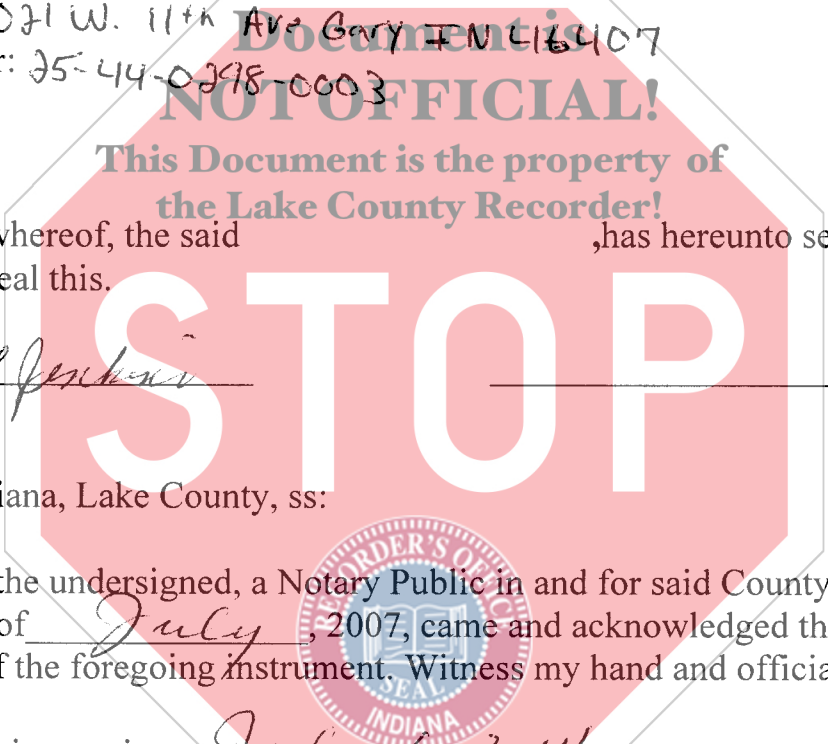 021 W. 11th Ave Gary IN 46407
Document is
: 25-44-0298-0003
NOT OFFICIAL!
This Document is the property of
the Lake County Recorder!
whereof, the said ,has hereunto se
eal this.
Jenkins
STOP
iana, Lake County, ss:
RECORDER'S OFFIC
the undersigned, a Notary Public in and for said County
of July, 2007, came and acknowledged th
f the foregoing instrument. Witness my hand and officia
SEAL
INDIANA